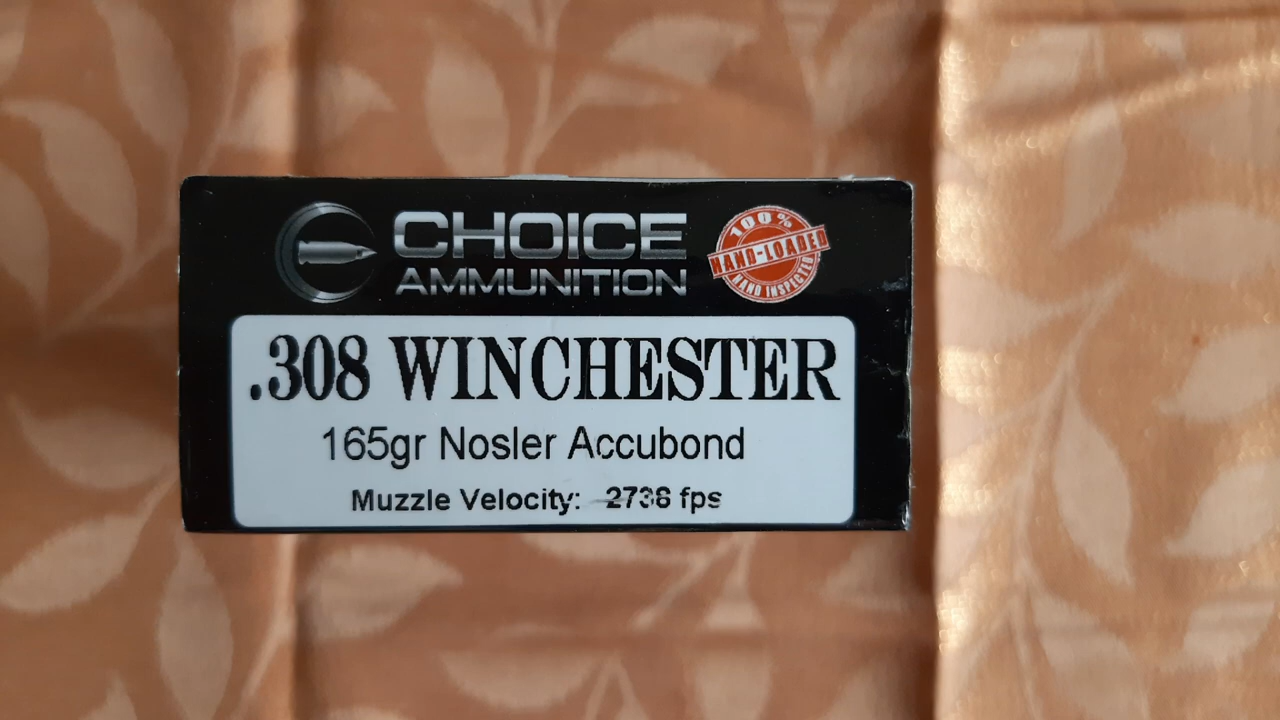 CHOICE
AMMUNITION
100%
HAND-LOADED
HAND INSPECTED
.308 WINCHESTER
165gr Nosler Accubond
Muzzle Velocity: 2738 fps